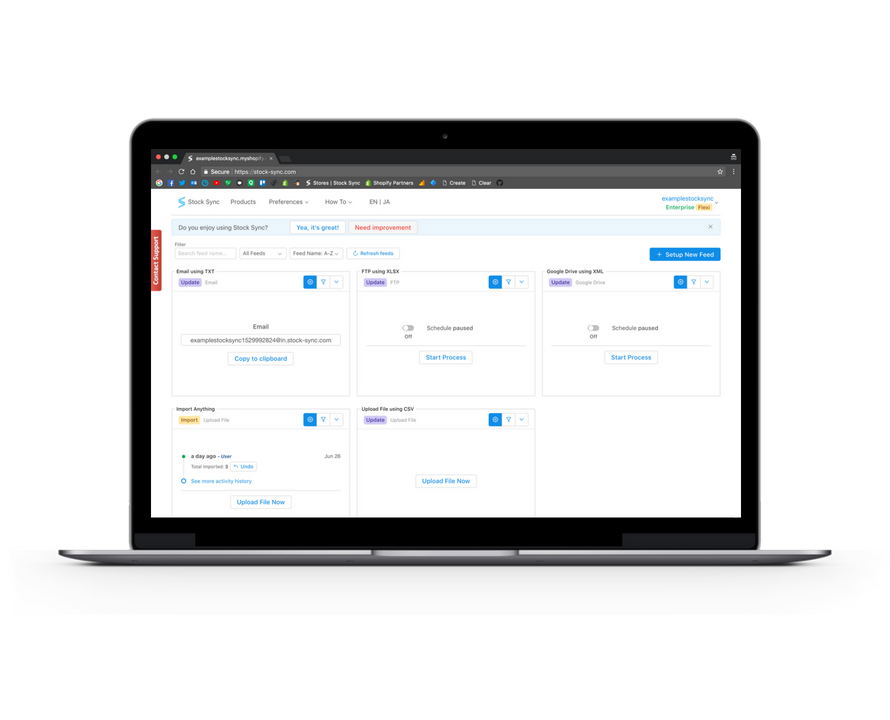 examplestocksync.myshopify
Secure https://stock-sync.com
Stores | Stock Sync Shopify Partners Create Clear
Stock Sync Products Preferences How To EN | JA examplestocksync
Enterprise Flexi
Do you enjoy using Stock Sync? Yea, it's great! Need improvement
Contact Support
Filter
Search feed name... All Feeds Feed Name: A-Z Refresh feeds + Setup New Feed
Email using TXT FTP using XLSX Google Drive using XML
Update Email Update FTP Update Google Drive
Email
Schedule paused Schedule paused
Off Off
examplestocksync1529992824@in.stock-sync.com
Copy to clipboard Start Process Start Process
Import Anything Upload File using CSV
Import Upload File Update Upload File
a day ago - User Jun 26
Total imported: 5 Undo
See more activity history Upload File Now
Upload File Now